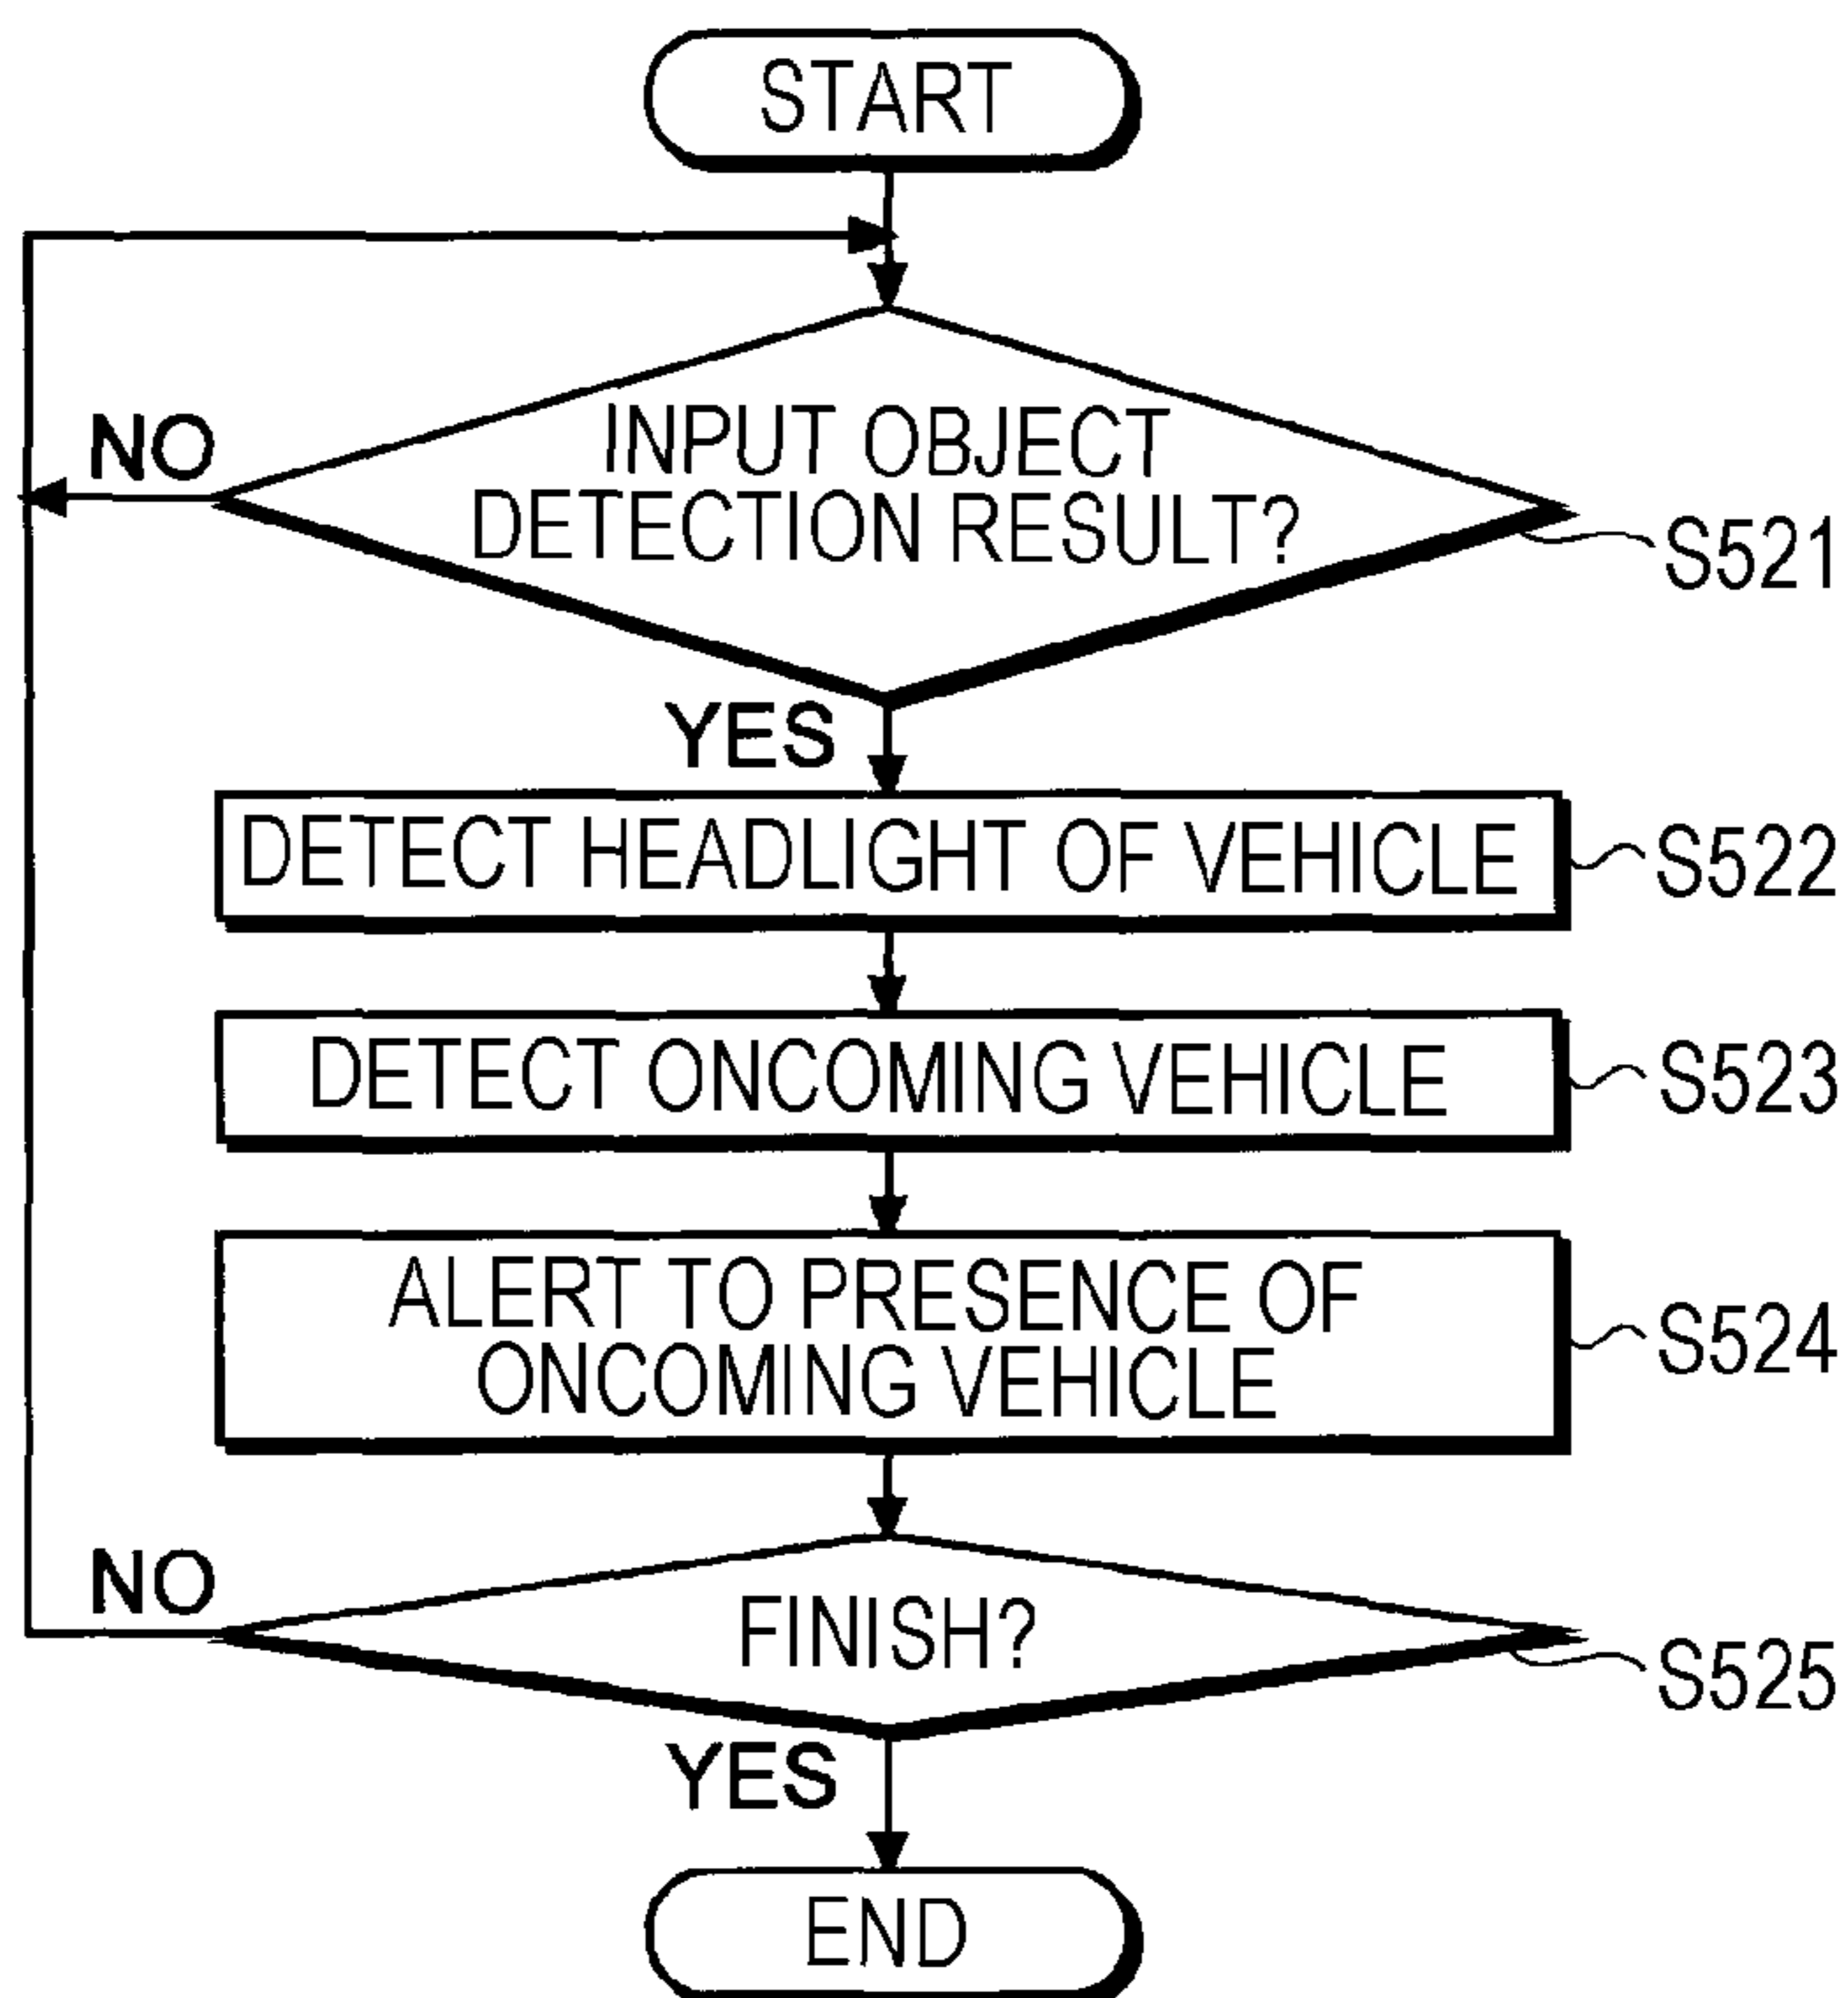 START
NO
INPUT OBJECT
DETECTION RESULT?
S521
YES
DETECT HEADLIGHT OF VEHICLE
S522
DETECT ONCOMING VEHICLE
S523
ALERT TO PRESENCE OF
ONCOMING VEHICLE
S524
NO
FINISH?
S525
YES
END